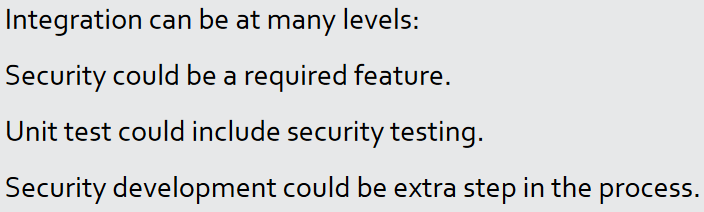 Integration can be at many levels:
Security could be a required feature.
Unit test could include security testing.
Security development could be extra step in the process.